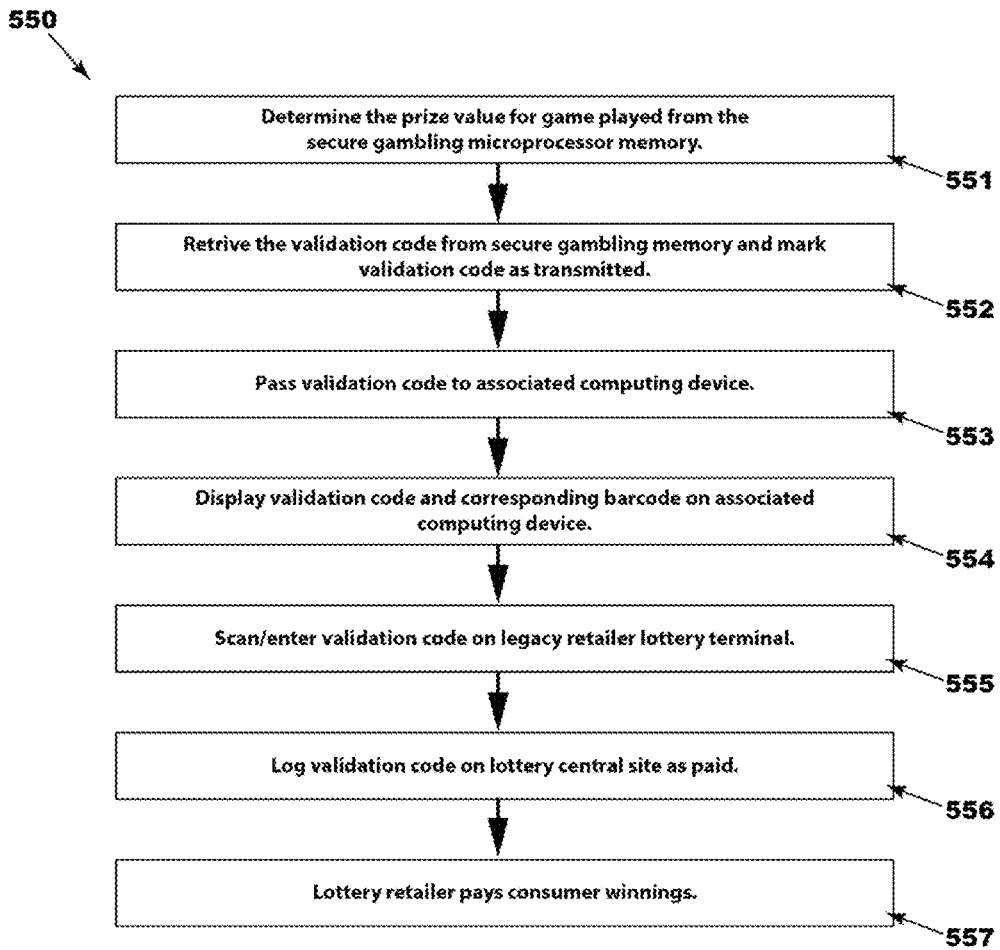 550
Determine the prize value for game played from the
secure gambling microprocessor memory.
551
Retrive the validation code from secure gambling memory and mark
validation code as transmitted.
552
Pass validation code to associated computing device.
553
Display validation code and corresponding barcode on associated
computing device.
554
Scan/enter validation code on legacy retailer lottery terminal.
555
Log validation code on lottery central site as paid.
556
Lottery retailer pays consumer winnings.
557